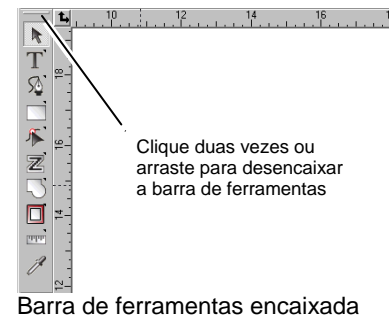 10 12 14 16
18
16
14
12
T
Z
Clique duas vezes ou
arraste para desencaixar
a barra de ferramentas
Barra de ferramentas encaixada